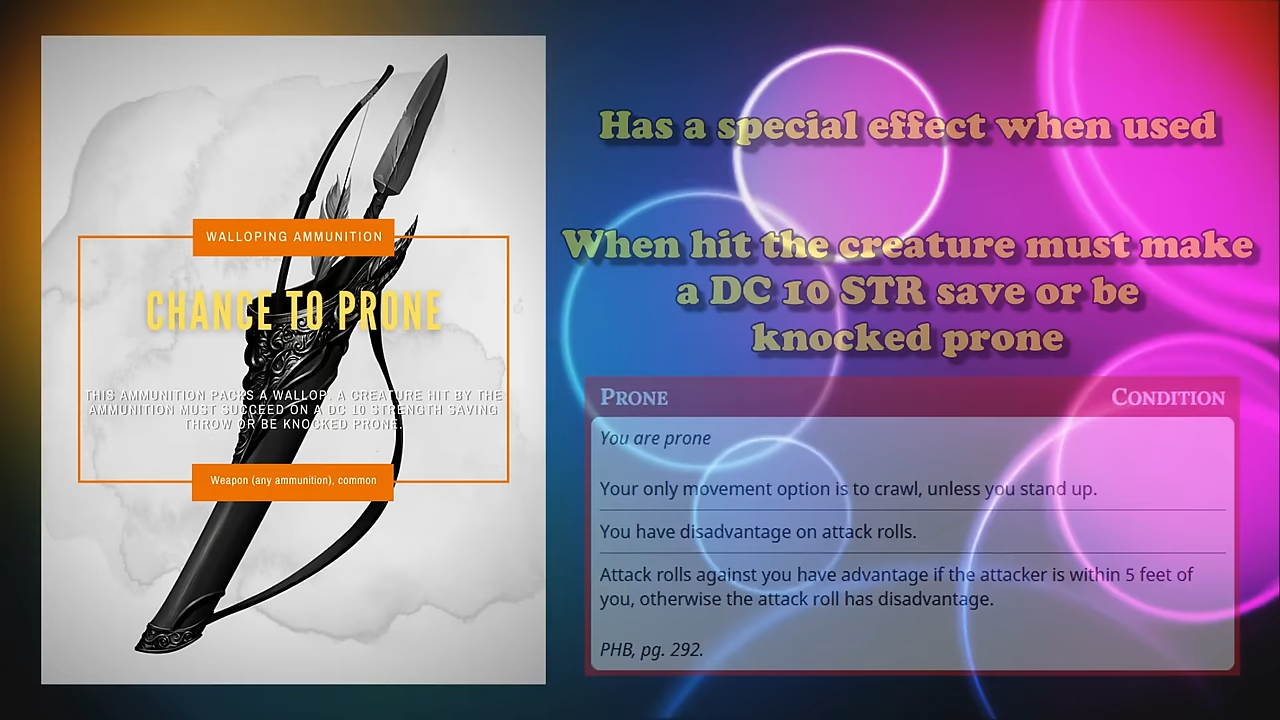 WALLOPING AMMUNITION
CHANCE TO PRONE
THIS AMMUNITION PACKS A WALLOP. A CREATURE HIT BY THE
AMMUNITION MUST SUCCEED ON A DC 10 STRENGTH SAVING
THROW OR BE KNOCKED PRONE.
Weapon (any ammunition), common
Has a special effect when used
When hit the creature must make
a DC 10 STR save or be
knocked prone
PRONE CONDITION
You are prone
Your only movement option is to crawl, unless you stand up.
You have disadvantage on attack rolls.
Attack rolls against you have advantage if the attacker is within 5 feet of
you, otherwise the attack roll has disadvantage.
PHB, pg. 292.